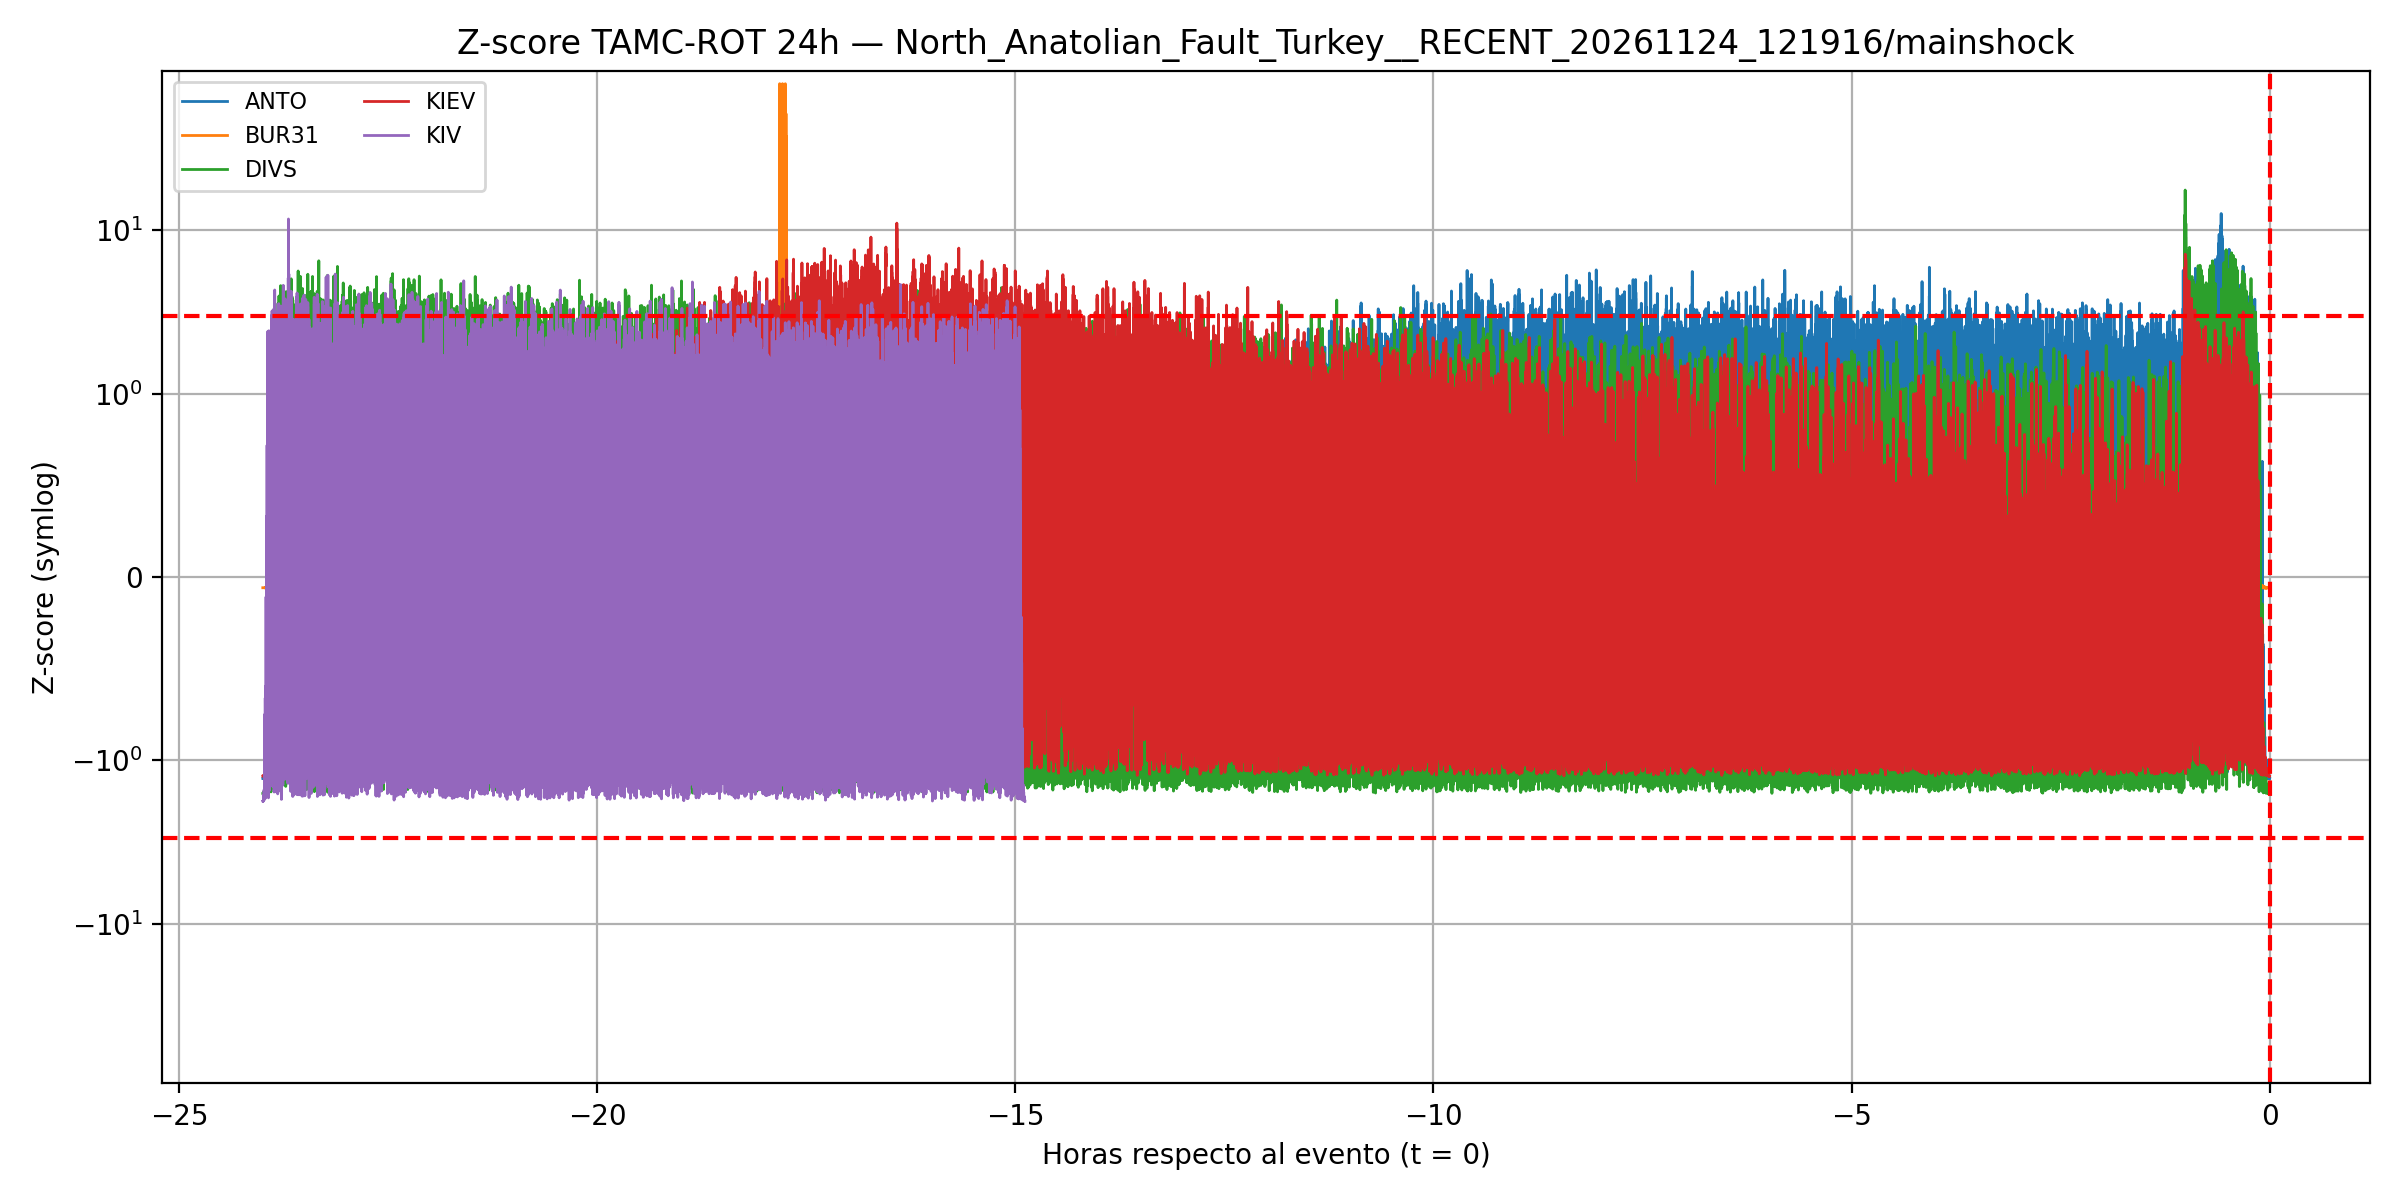 Z-score TAMC-ROT 24h — North_Anatolian_Fault_Turkey__RECENT_20261124_121916/mainshock
ANTO
BUR31
DIVS
KIEV
KIV
10¹
10⁰
0
−10⁰
−10¹
Z-score (symlog)
−25
−20
−15
−10
−5
0
Horas respecto al evento (t = 0)